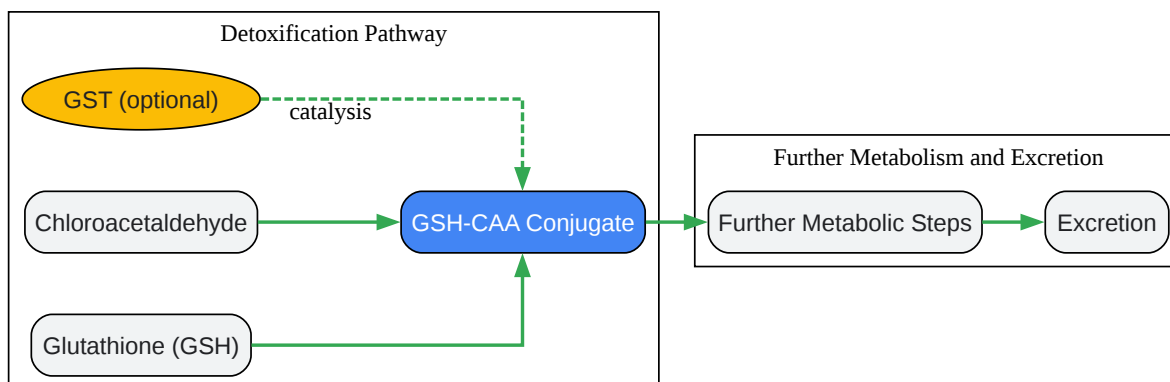 Detoxification Pathway
GST (optional)
catalysis
Chloroacetaldehyde
GSH-CAA Conjugate
Glutathione (GSH)
Further Metabolism and Excretion
Further Metabolic Steps
Excretion